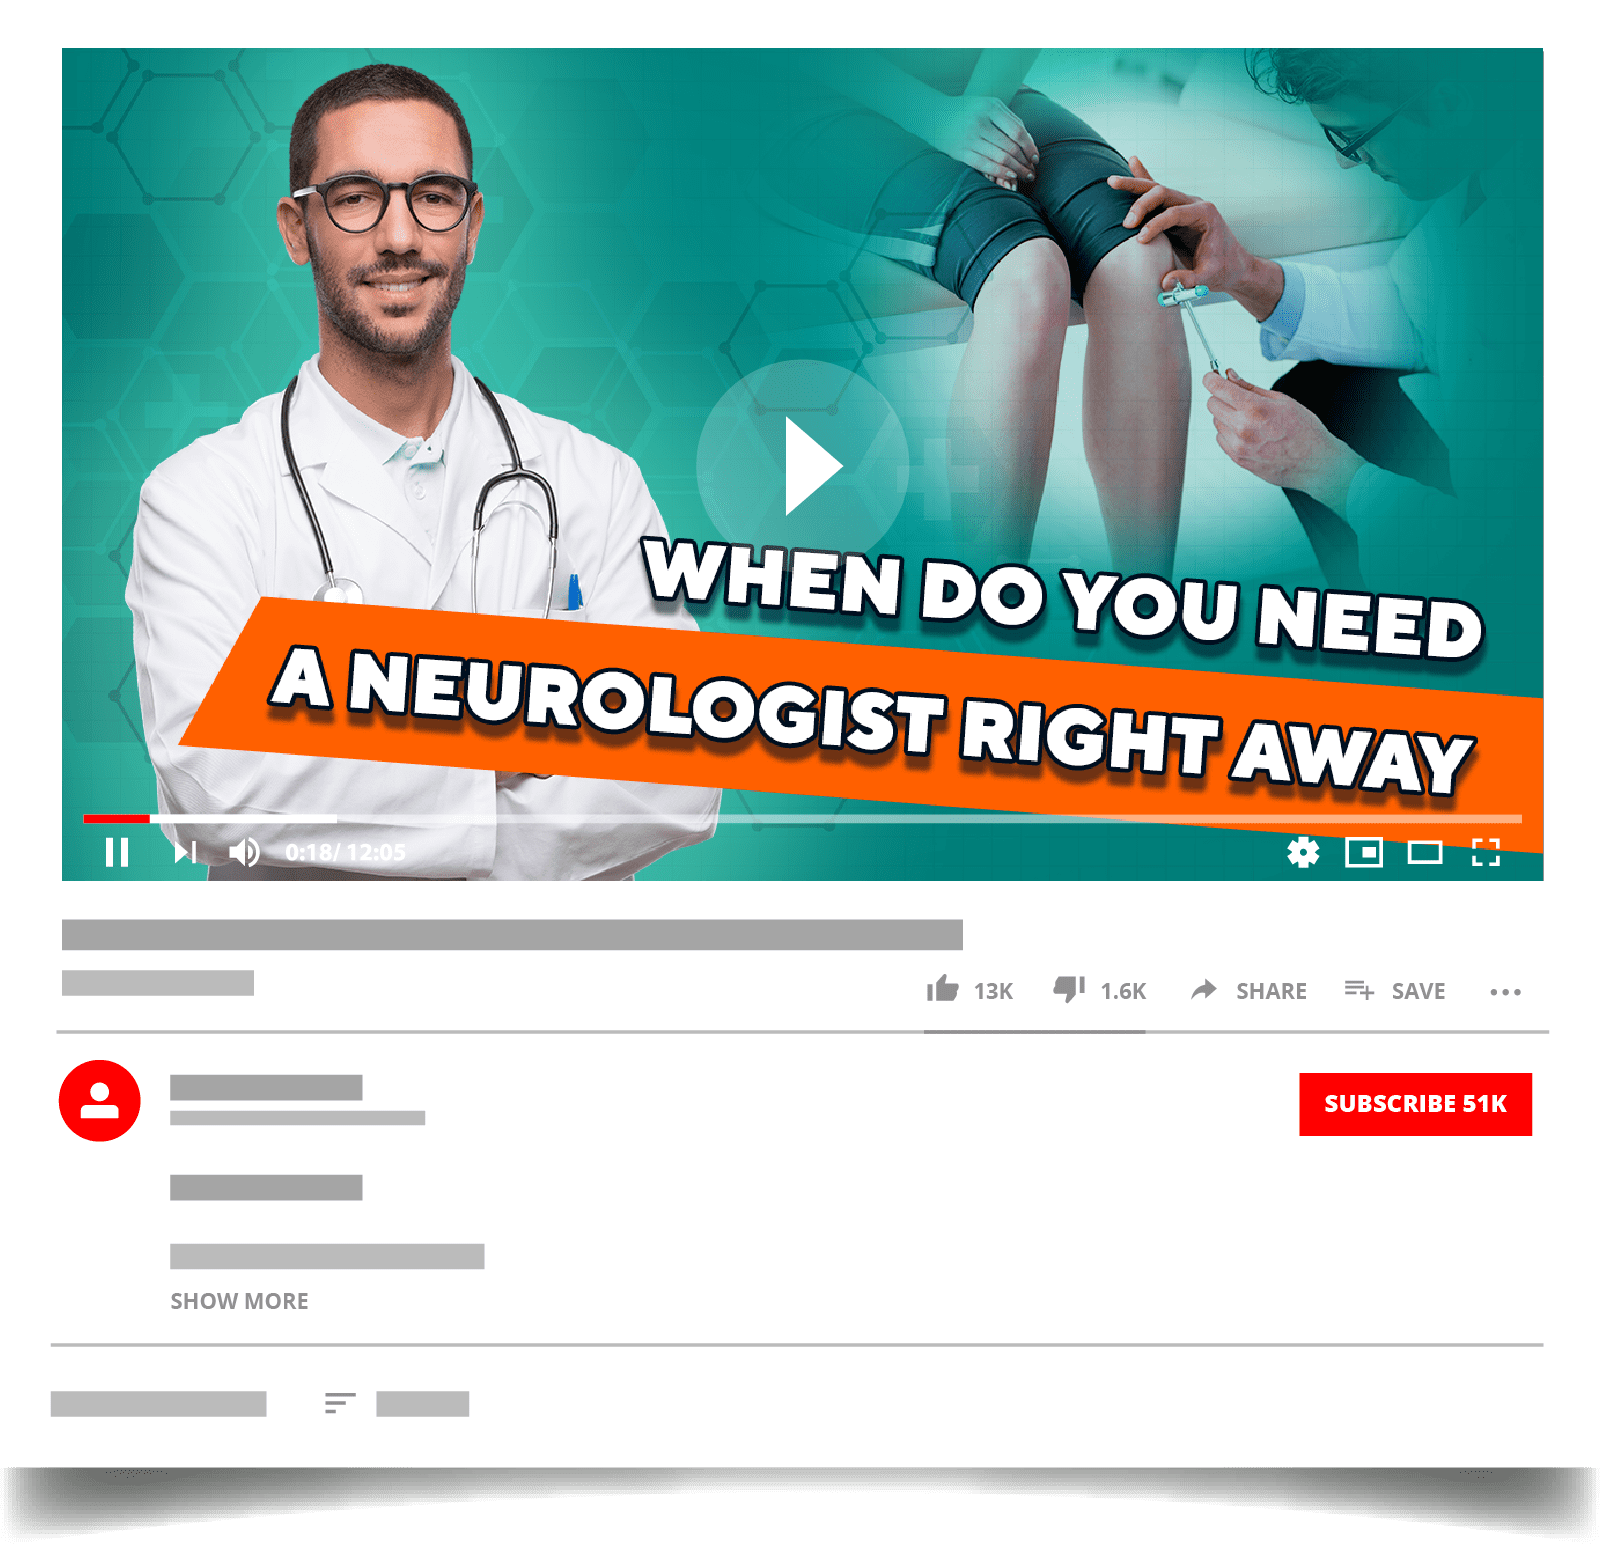 WHEN DO YOU NEED
A NEUROLOGIST RIGHT AWAY
0:18/ 12:05
13K 1.6K SHARE SAVE
SUBSCRIBE 51K
SHOW MORE